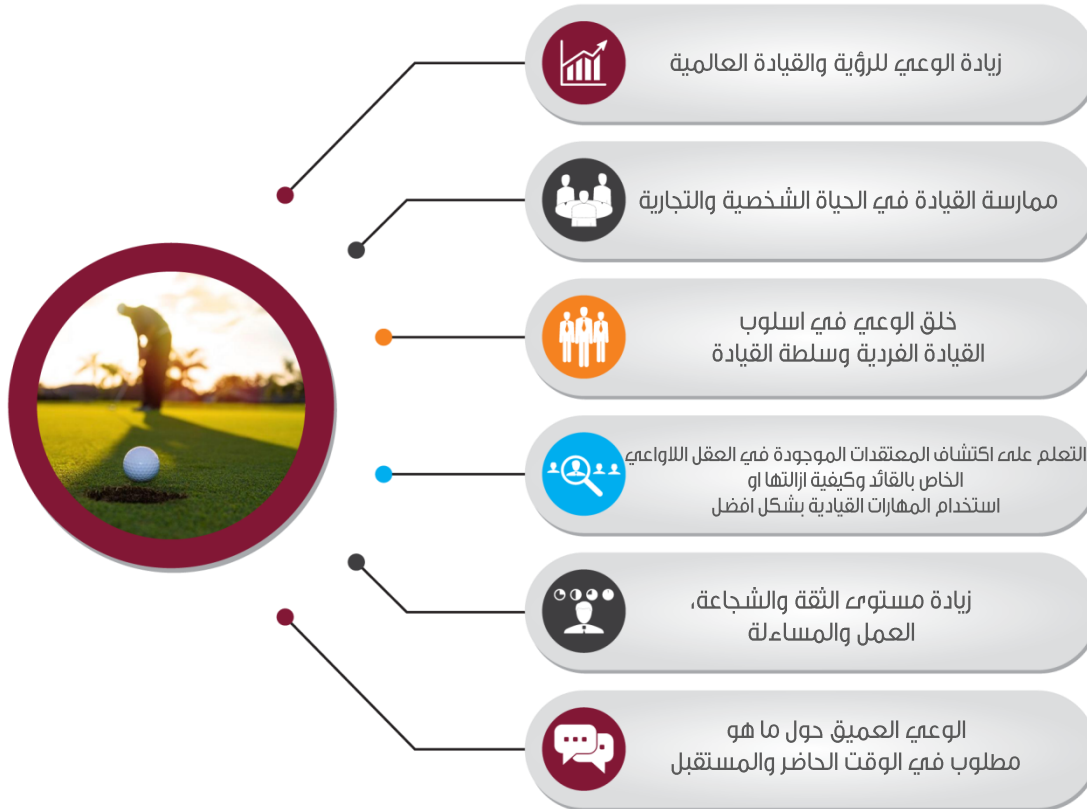 زيادة الوعي للرؤية والقيادة العالمية
ممارسة القيادة في الحياة الشخصية والتجارية
خلق الوعي في اسلوب
القيادة الفردية وسلطة القيادة
التعلم على اكتشاف المعتقدات الموجودة في العقل اللاواعي
الخاص بالقائد وكيفية ازالتها او
استخدام المهارات القيادية بشكل افضل
زيادة مستوى الثقة والشجاعة،
العمل والمساءلة
الوعي العميق حول ما هو
مطلوب في الوقت الحاضر والمستقبل